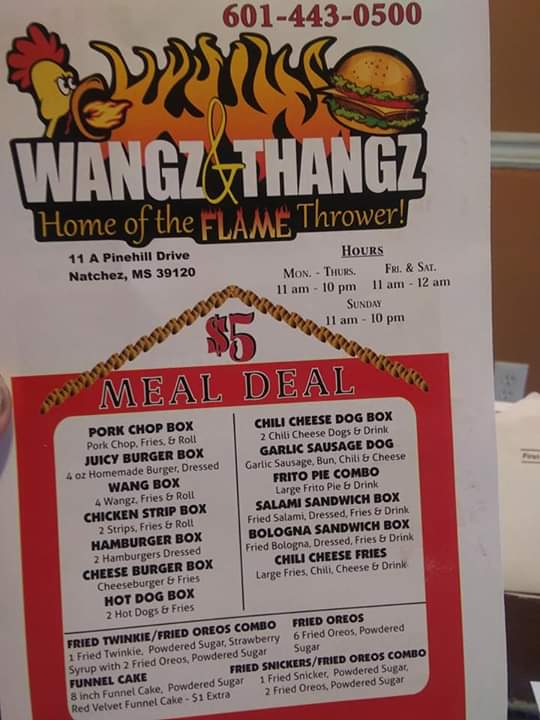 601-443-0500
WANGZ & THANGZ
Home of the FLAME Thrower!
11 A Pinehill Drive
Natchez, MS 39120
HOURS
MON. - THURS.
11 am - 10 pm
FRI. & SAT.
11 am - 12 am
SUNDAY
11 am - 10 pm
$5
MEAL DEAL
PORK CHOP BOX
Pork Chop, Fries, & Roll
JUICY BURGER BOX
4 oz Homemade Burger, Dressed
WANG BOX
4 Wangz, Fries & Roll
CHICKEN STRIP BOX
2 Strips, Fries & Roll
HAMBURGER BOX
2 Hamburgers Dressed
CHEESE BURGER BOX
Cheeseburger & Fries
HOT DOG BOX
2 Hot Dogs & Fries
CHILI CHEESE DOG BOX
2 Chili Cheese Dogs & Drink
GARLIC SAUSAGE DOG
Garlic Sausage, Bun, Chili & Cheese
FRITO PIE COMBO
Large Frito Pie & Drink
SALAMI SANDWICH BOX
Fried Salami, Dressed, Fries & Drink
BOLOGNA SANDWICH BOX
Fried Bologna, Dressed, Fries & Drink
CHILI CHEESE FRIES
Large Fries, Chili, Cheese & Drink
FRIED TWINKIE/FRIED OREOS COMBO
1 Fried Twinkie, Powdered Sugar, Strawberry
Syrup with 2 Fried Oreos, Powdered Sugar
FUNNEL CAKE
8 inch Funnel Cake, Powdered Sugar
Red Velvet Funnel Cake - $1 Extra
FRIED OREOS
6 Fried Oreos, Powdered
Sugar
FRIED SNICKERS/FRIED OREOS COMBO
1 Fried Snicker, Powdered Sugar,
2 Fried Oreos, Powdered Sugar